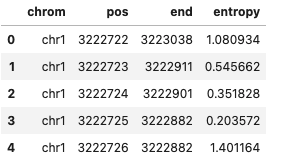 chrom pos end entropy
0 chr1 3222722 3223038 1.080934
1 chr1 3222723 3222911 0.545662
2 chr1 3222724 3222901 0.351828
3 chr1 3222725 3222882 0.203572
4 chr1 3222726 3222882 1.401164